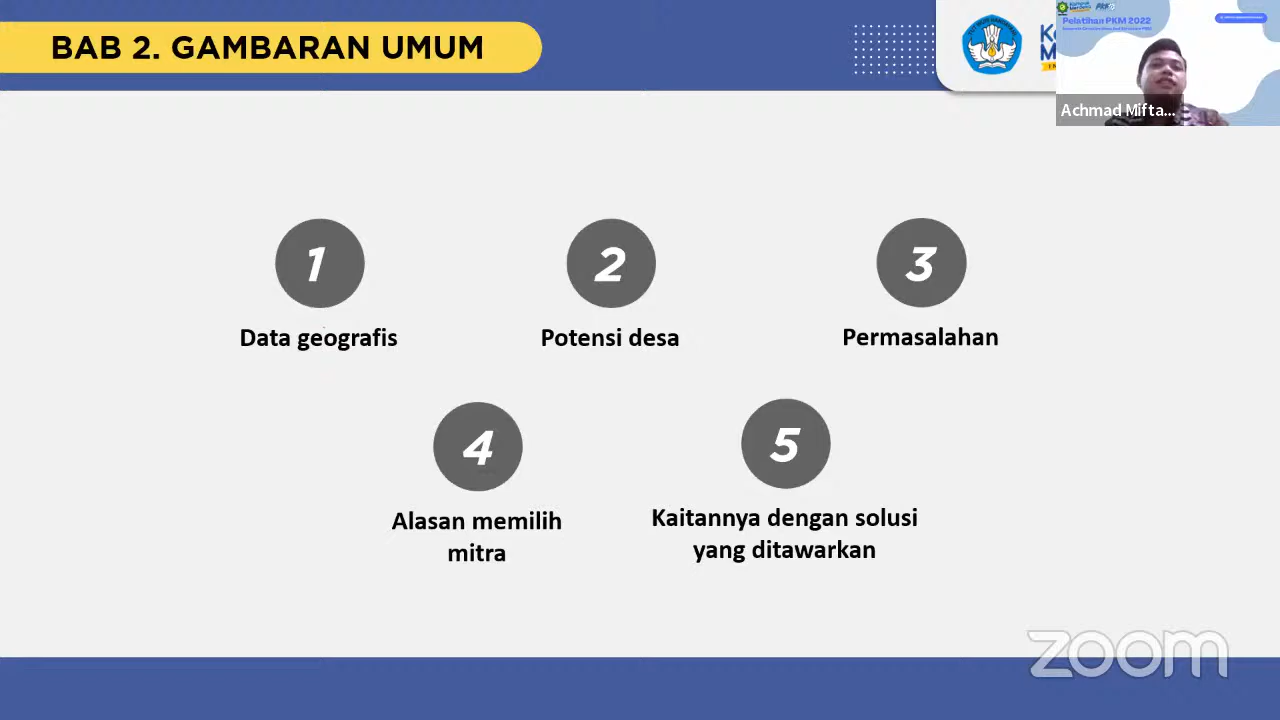 BAB 2. GAMBARAN UMUM
Pelatihan PKM 2022
Achmad Mifta...
1
2
3
Data geografis
Potensi desa
Permasalahan
4
5
Alasan memilih
mitra
Kaitannya dengan solusi
yang ditawarkan
zoom